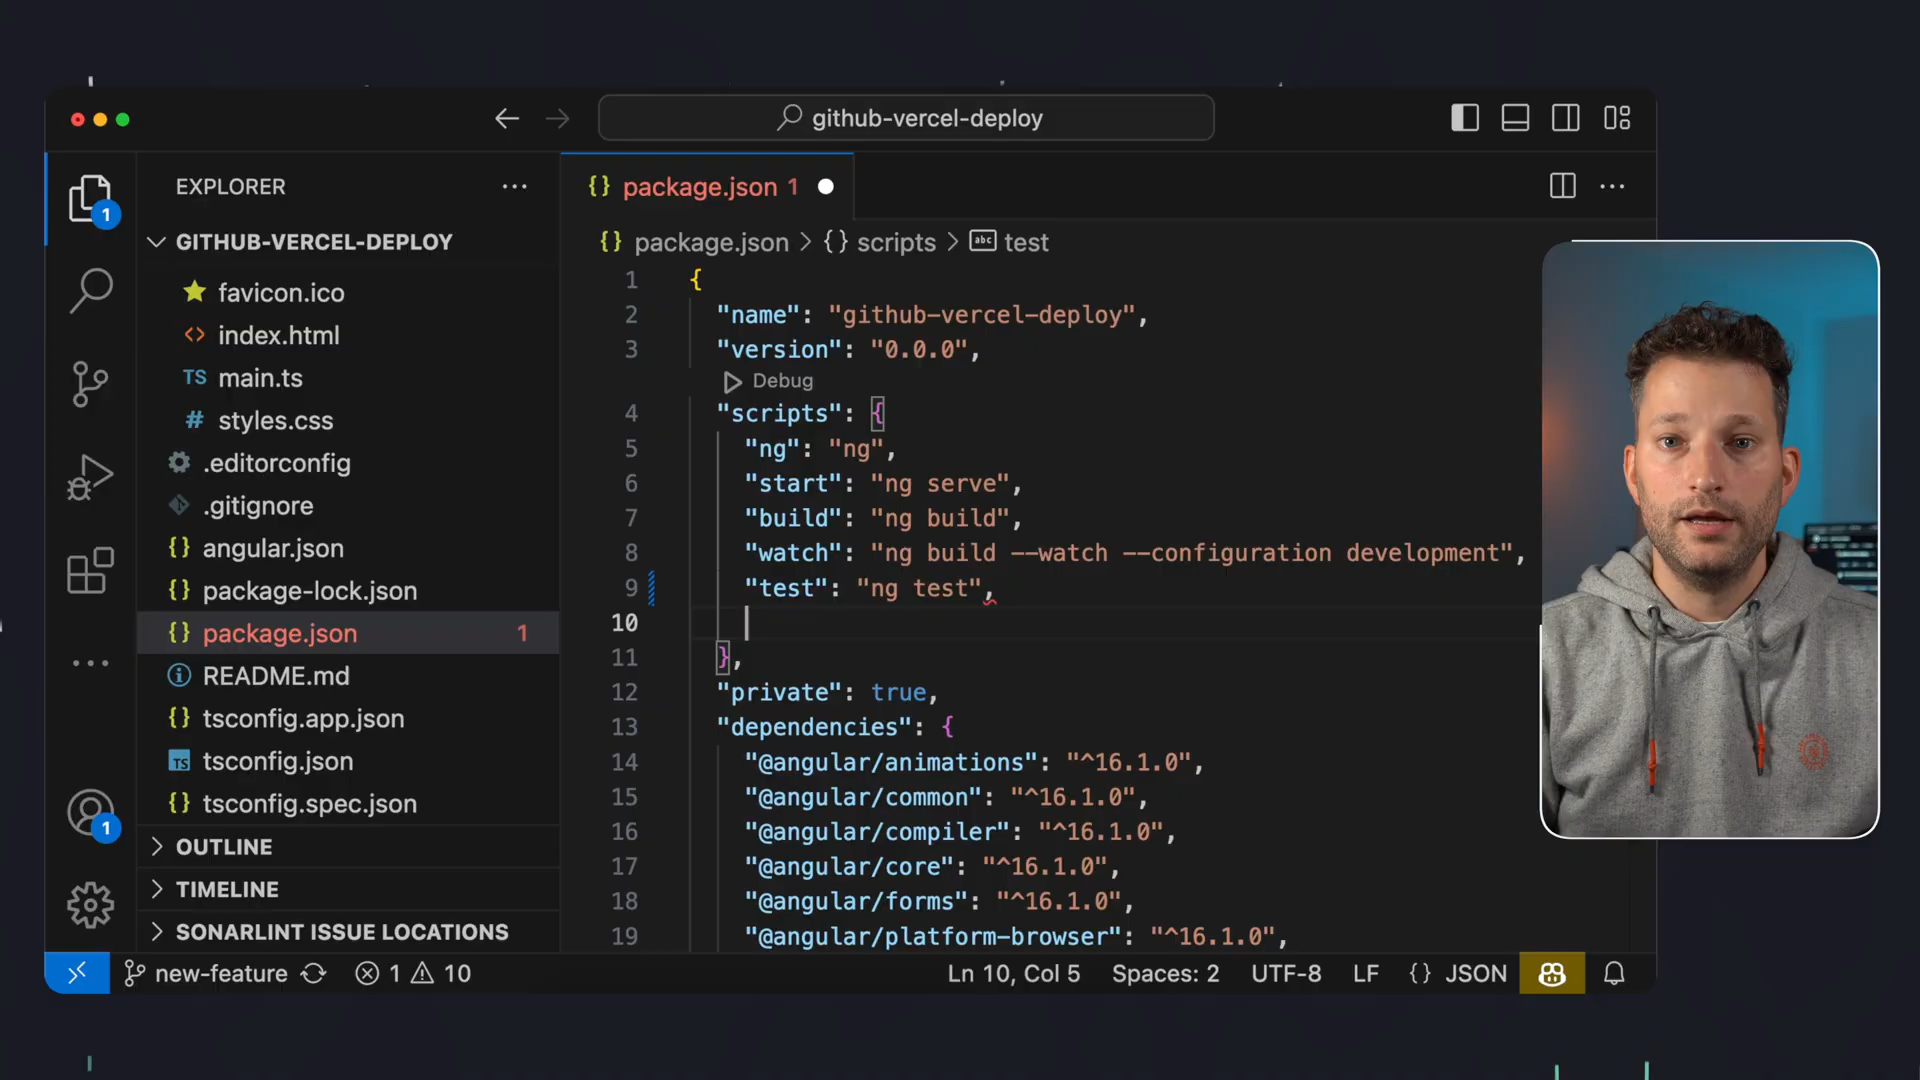 github-vercel-deploy
EXPLORER
1
GITHUB-VERCEL-DEPLOY
favicon.ico
index.html
TS main.ts
# styles.css
.editorconfig
.gitignore
{} angular.json
{} package-lock.json
{} package.json 1
README.md
{} tsconfig.app.json
TS tsconfig.json
{} tsconfig.spec.json
1
OUTLINE
TIMELINE
SONARLINT ISSUE LOCATIONS
{} package.json 1
{} package.json > {} scripts > abc test
1 {
2 "name": "github-vercel-deploy",
3 "version": "0.0.0",
Debug
4 "scripts": {
5 "ng": "ng",
6 "start": "ng serve",
7 "build": "ng build",
8 "watch": "ng build --watch --configuration development",
9 "test": "ng test",
10
11 },
12 "private": true,
13 "dependencies": {
14 "@angular/animations": "^16.1.0",
15 "@angular/common": "^16.1.0",
16 "@angular/compiler": "^16.1.0",
17 "@angular/core": "^16.1.0",
18 "@angular/forms": "^16.1.0",
19 "@angular/platform-browser": "^16.1.0",
new-feature 1 10 Ln 10, Col 5 Spaces: 2 UTF-8 LF {} JSON